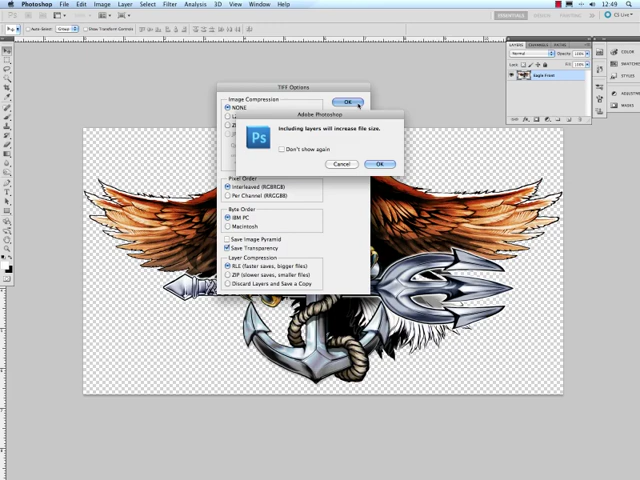 Photoshop File Edit Image Layer Select Filter Analysis 3D View Window Help 12:49
ESSENTIALS CS Live
Auto-Select: Group Show Transform Controls
LAYERS CHANNELS PATHS
Normal Opacity: 100%
Lock: Fill: 100%
Eagle Front
COLOR
SWATCHES
STYLES
MASKS
TIFF Options
Image Compression
NONE
OK
Adobe Photoshop
Including layers will increase file size.
Ps
Don't show again
Cancel OK
Pixel Order
Interleaved (RGBRGB)
Per Channel (RRGGBB)
Byte Order
IBM PC
Macintosh
Save Image Pyramid
Save Transparency
Layer Compression
RLE (faster saves, bigger files)
ZIP (slower saves, smaller files)
Discard Layers and Save a Copy